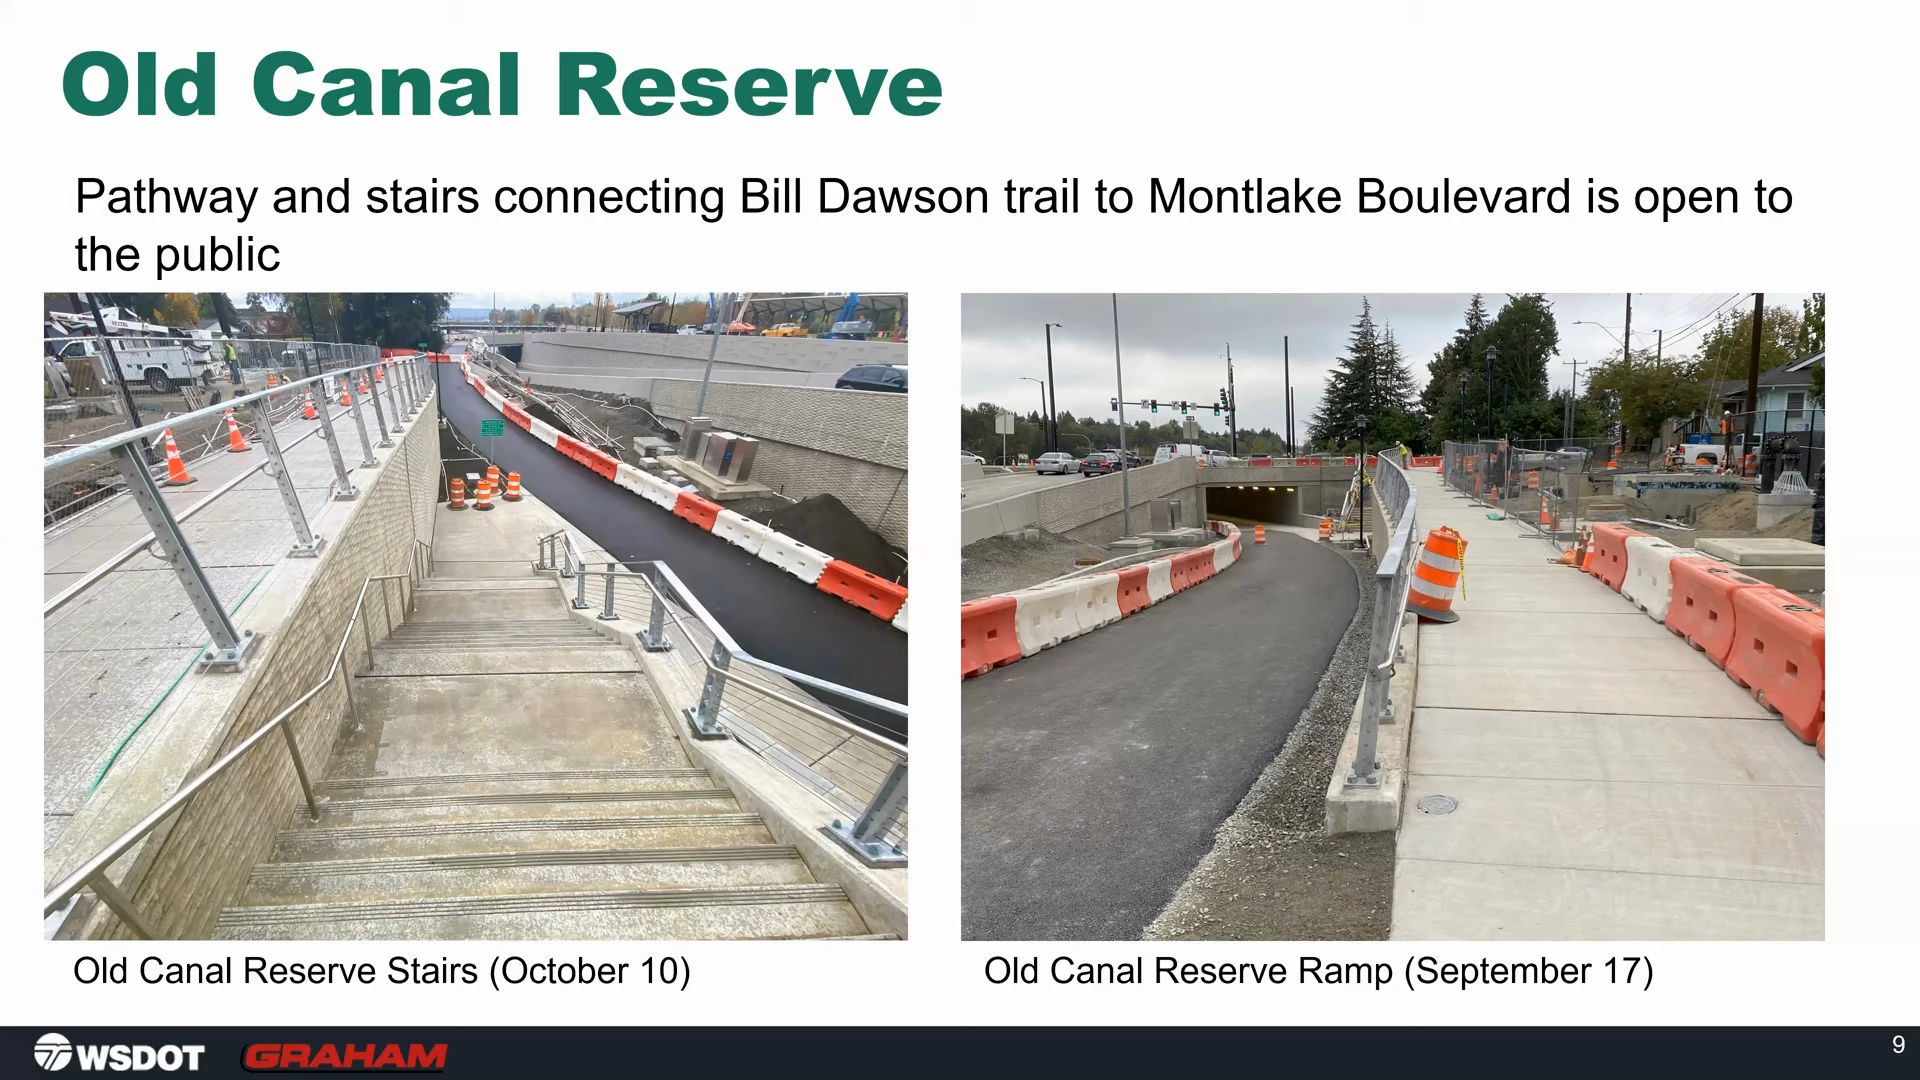 Old Canal Reserve
Pathway and stairs connecting Bill Dawson trail to Montlake Boulevard is open to
the public
Old Canal Reserve Stairs (October 10)
Old Canal Reserve Ramp (September 17)
WSDOT
GRAHAM
9